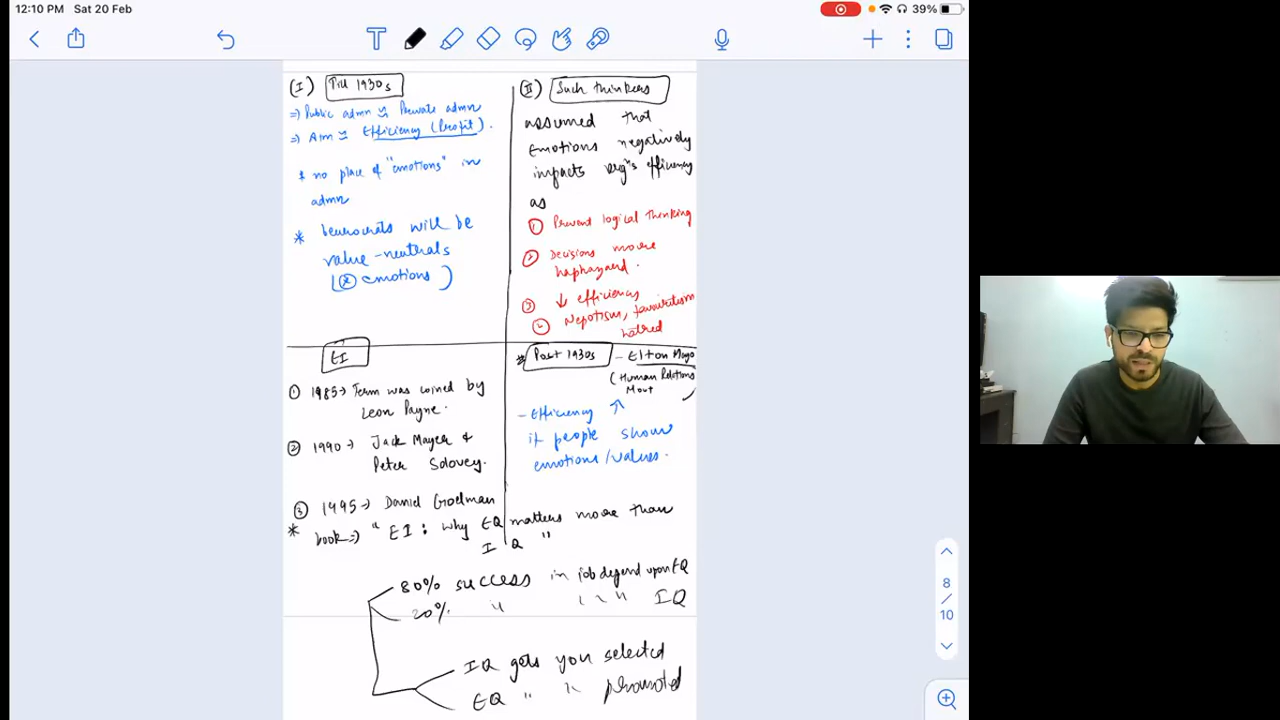 12:10 PM Sat 20 Feb
39%
(I) Till 1930s
⇒ Public admn ≃ Private admn
⇒ Aim ≃ Efficiency (Profit).
* no place of "emotions" in
admn
* beurocrats will be
value-neutrals
(⊗ emotions)
(II) Such thinkers
assumed that
Emotions negatively
impacts orgn's efficiency
as
① Prevent logical thinking
② Decisions more
haphazard.
③ ↓ efficiency
④ Nepotism, favouritism
hatred
EI
① 1985→ Term was coined by
Leon Payne.
② 1990→ Jack Mayer &
Peter Solovey.
③ 1995→ Daniel Goelman
* book⇒ "EI: why EQ matters more than
IQ"
* Post 1930s - Elton Mayo
(Human Relations
Movt
- Efficiency ↑
if people show
emotions/values.
80% success in job depend upon EQ
20% " " " " IQ
IQ gets you selected
EQ " " promoted
8
/
10